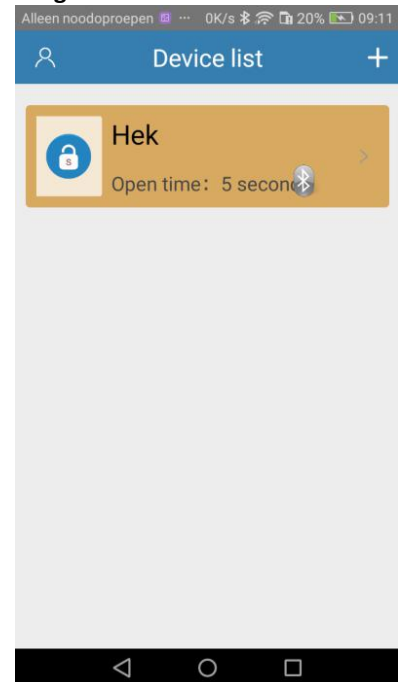 Alleen noodoproepen ... 0K/s 20% 09:11
Device list
Hek
s
Open time: 5 secon